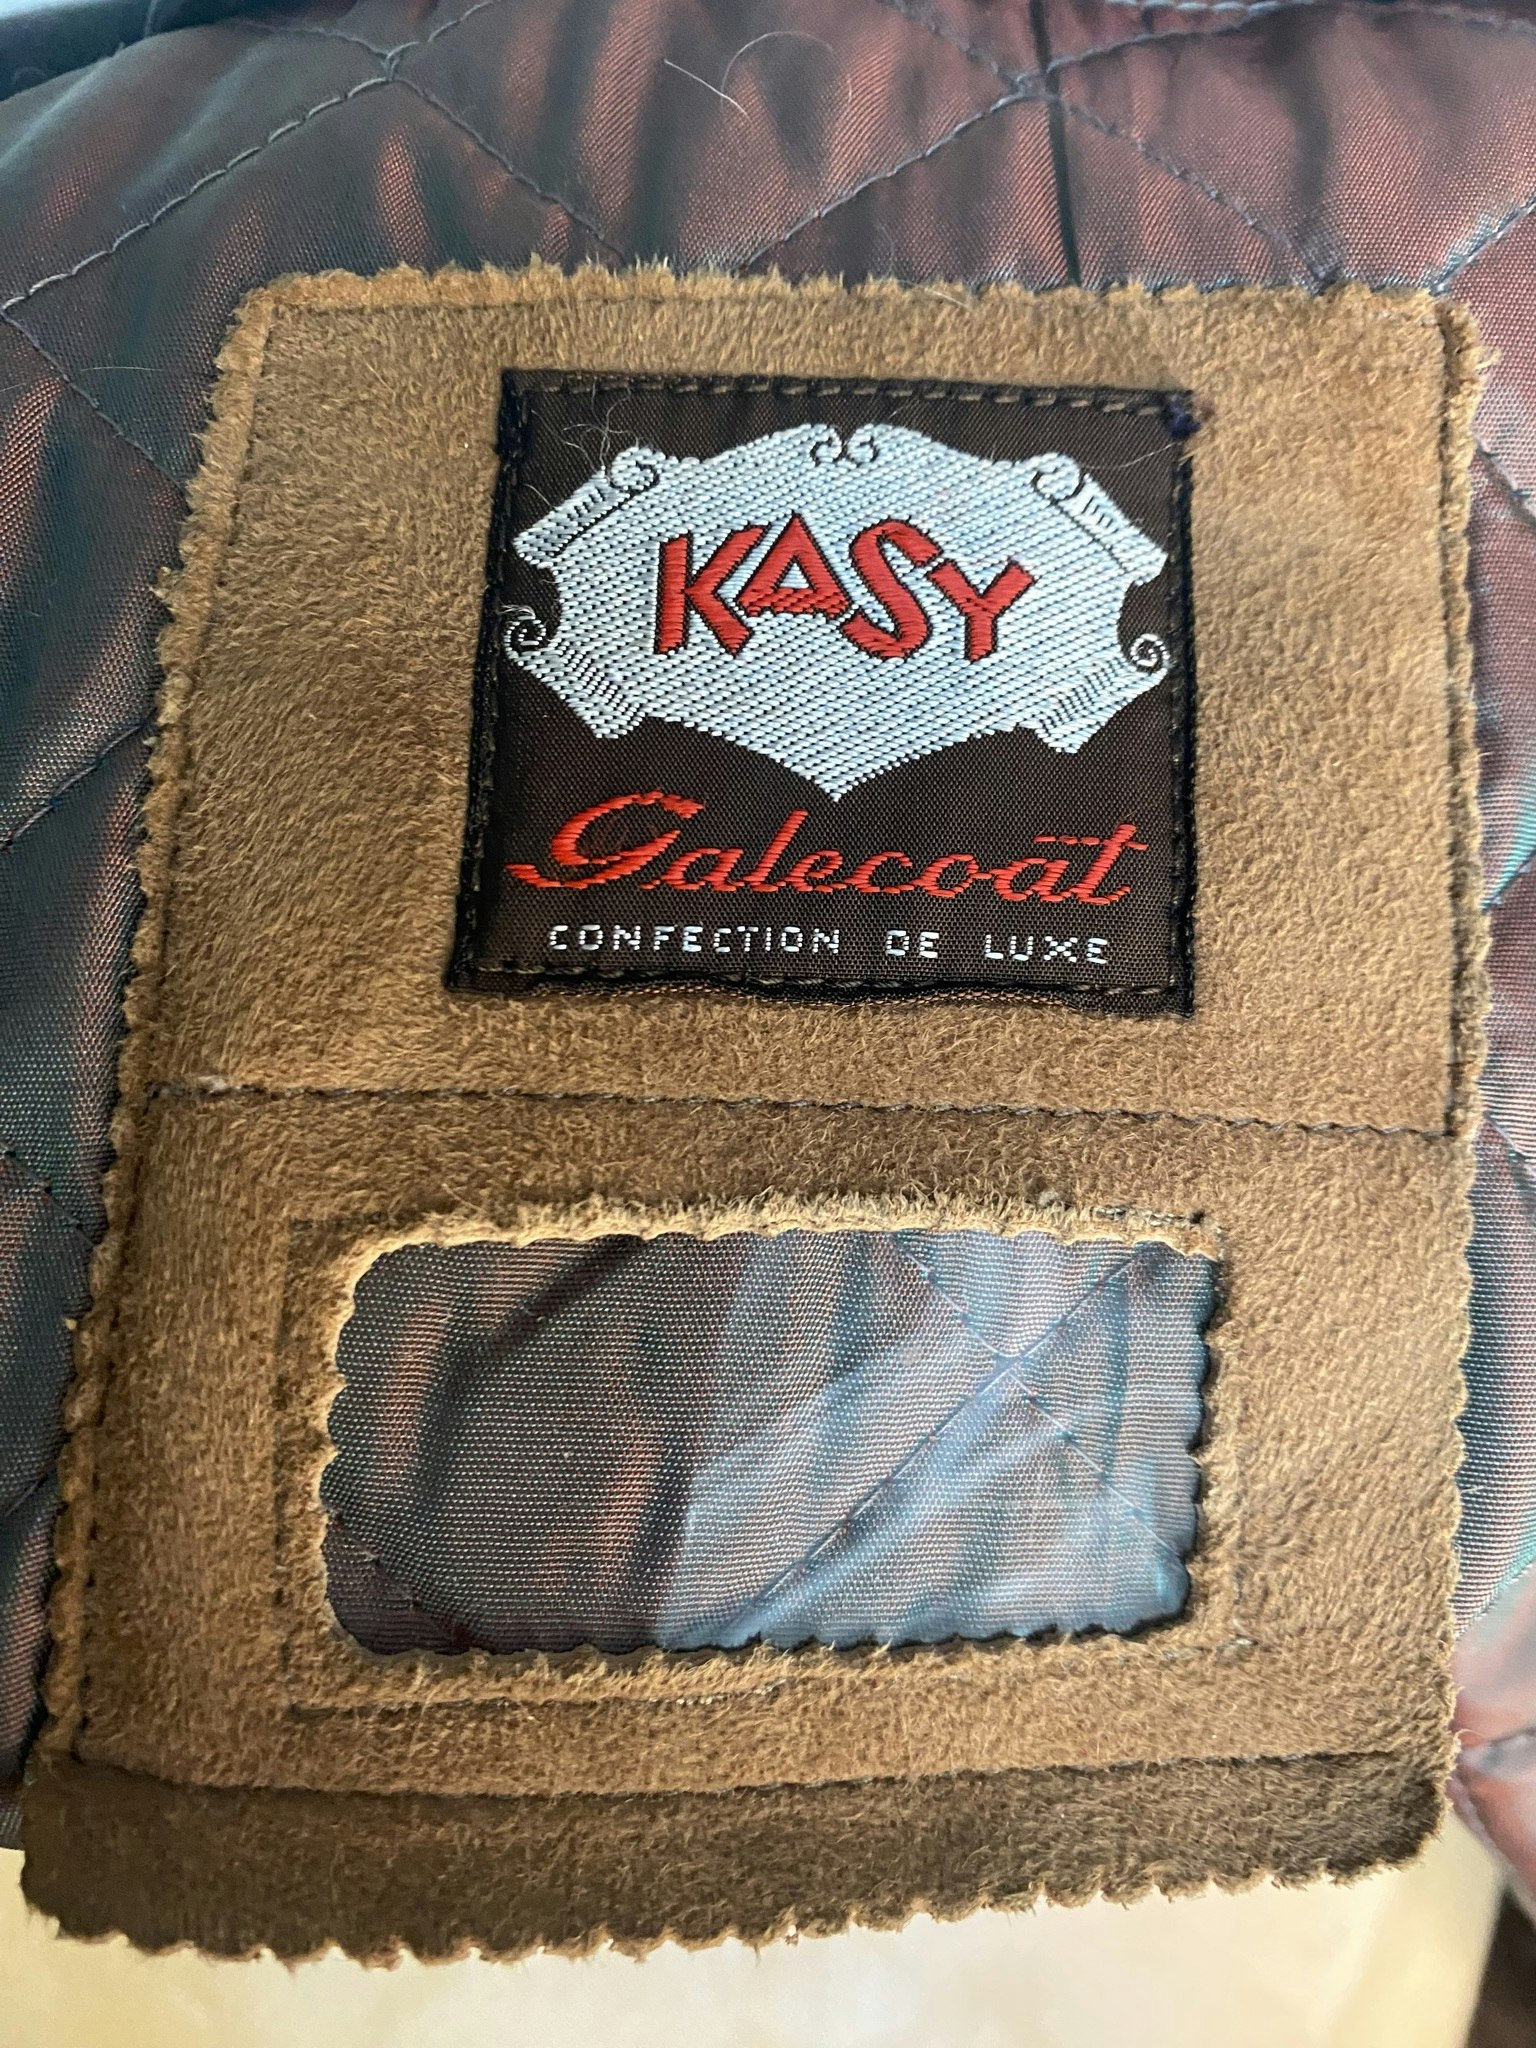 KASY
Galecoät
CONFECTION DE LUXE